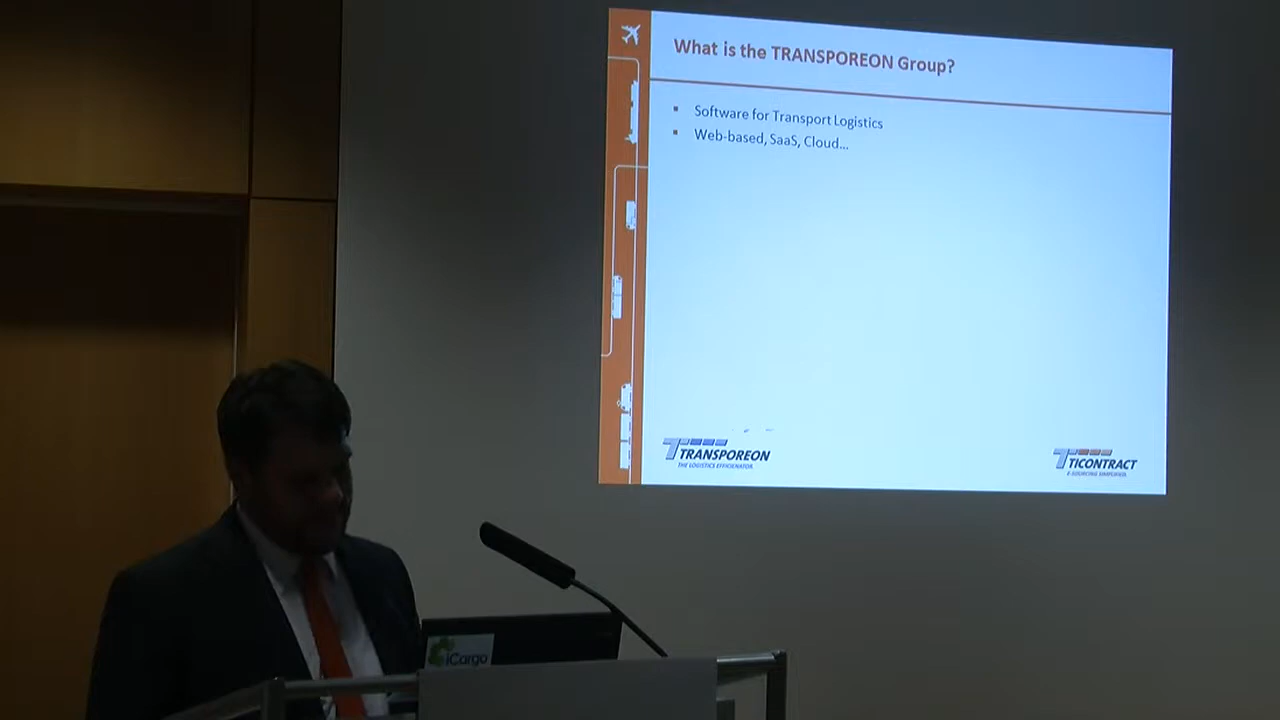 What is the TRANSPOREON Group?
▪ Software for Transport Logistics
▪ Web-based, SaaS, Cloud...
TRANSPOREON
THE LOGISTICS EFFICIENATOR
TICONTRACT
E-SOURCING SIMPLIFIED
iCargo